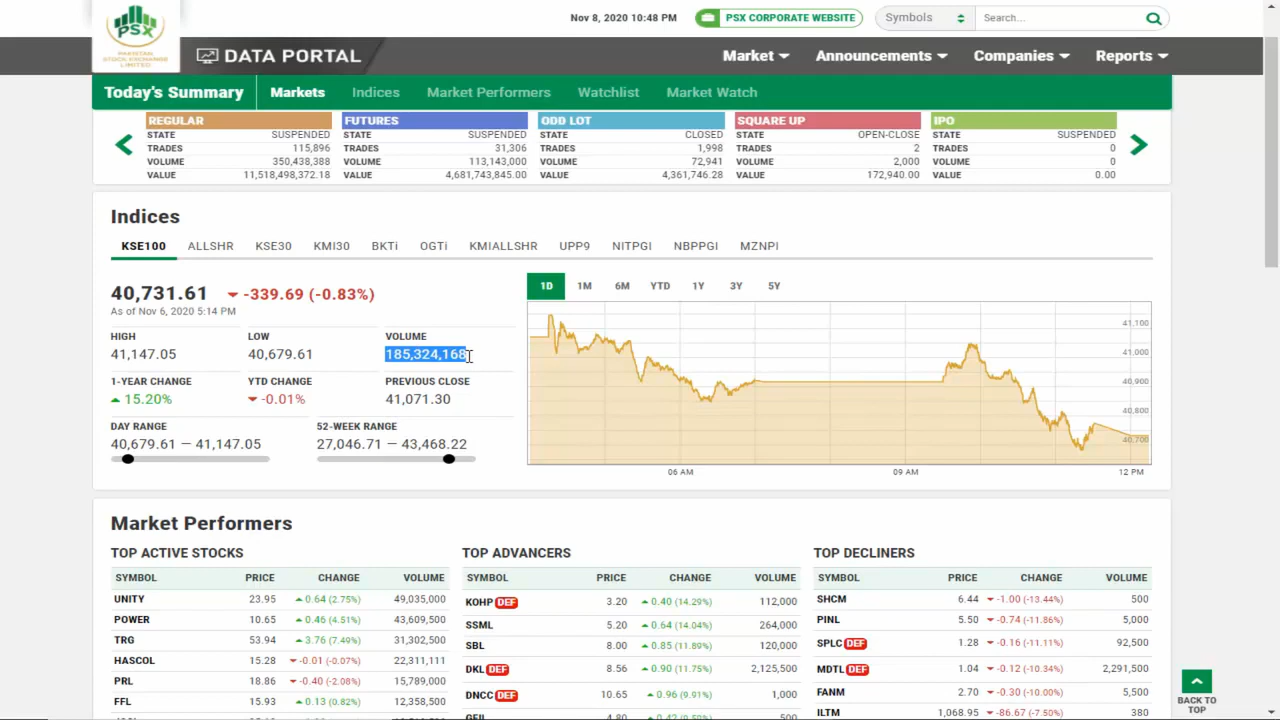 Nov 8, 2020 10:48 PM
PSX CORPORATE WEBSITE
Symbols
Search...
PSX
PAKISTAN
STOCK EXCHANGE
LIMITED
DATA PORTAL
Market
Announcements
Companies
Reports
Today's Summary
Markets
Indices
Market Performers
Watchlist
Market Watch
REGULAR
STATE SUSPENDED
TRADES 115,896
VOLUME 350,438,388
VALUE 11,518,498,372.18
FUTURES
STATE SUSPENDED
TRADES 31,306
VOLUME 113,143,000
VALUE 4,681,743,845.00
ODD LOT
STATE CLOSED
TRADES 1,998
VOLUME 72,941
VALUE 4,361,746.28
SQUARE UP
STATE OPEN-CLOSE
TRADES 2
VOLUME 2,000
VALUE 172,940.00
IPO
STATE SUSPENDED
TRADES 0
VOLUME 0
VALUE 0.00
Indices
KSE100 ALLSHR KSE30 KMI30 BKTi OGTi KMIALLSHR UPP9 NITPGI NBPPGI MZNPI
40,731.61 -339.69 (-0.83%)
As of Nov 6, 2020 5:14 PM
HIGH LOW VOLUME
41,147.05 40,679.61 185,324,168
1-YEAR CHANGE YTD CHANGE PREVIOUS CLOSE
15.20% -0.01% 41,071.30
DAY RANGE 52-WEEK RANGE
40,679.61 — 41,147.05 27,046.71 — 43,468.22
1D 1M 6M YTD 1Y 3Y 5Y
41,100
41,000
40,900
40,800
40,700
06 AM 09 AM 12 PM
Market Performers
TOP ACTIVE STOCKS
SYMBOL PRICE CHANGE VOLUME
UNITY 23.95 0.64 (2.75%) 49,035,000
POWER 10.65 0.46 (4.51%) 43,609,500
TRG 53.94 3.76 (7.49%) 31,302,500
HASCOL 15.28 -0.01 (-0.07%) 22,311,111
PRL 18.86 -0.40 (-2.08%) 15,789,000
FFL 15.93 0.13 (0.82%) 12,358,500
TOP ADVANCERS
SYMBOL PRICE CHANGE VOLUME
KOHP DEF 3.20 0.40 (14.29%) 112,000
SSML 5.20 0.64 (14.04%) 264,000
SBL 8.00 0.85 (11.89%) 120,000
DKL DEF 8.56 0.90 (11.75%) 2,125,500
DNCC DEF 10.65 0.96 (9.91%) 1,000
4.80 500
TOP DECLINERS
SYMBOL PRICE CHANGE VOLUME
SHCM 6.44 -1.00 (-13.44%) 500
PINL 5.50 -0.74 (-11.86%) 5,000
SPLC DEF 1.28 -0.16 (-11.11%) 92,500
MDTL DEF 1.04 -0.12 (-10.34%) 2,291,500
FANM 2.70 -0.30 (-10.00%) 5,500
ILTM 1,068.95 -86.67 (-7.50%) 380
BACK TO
TOP